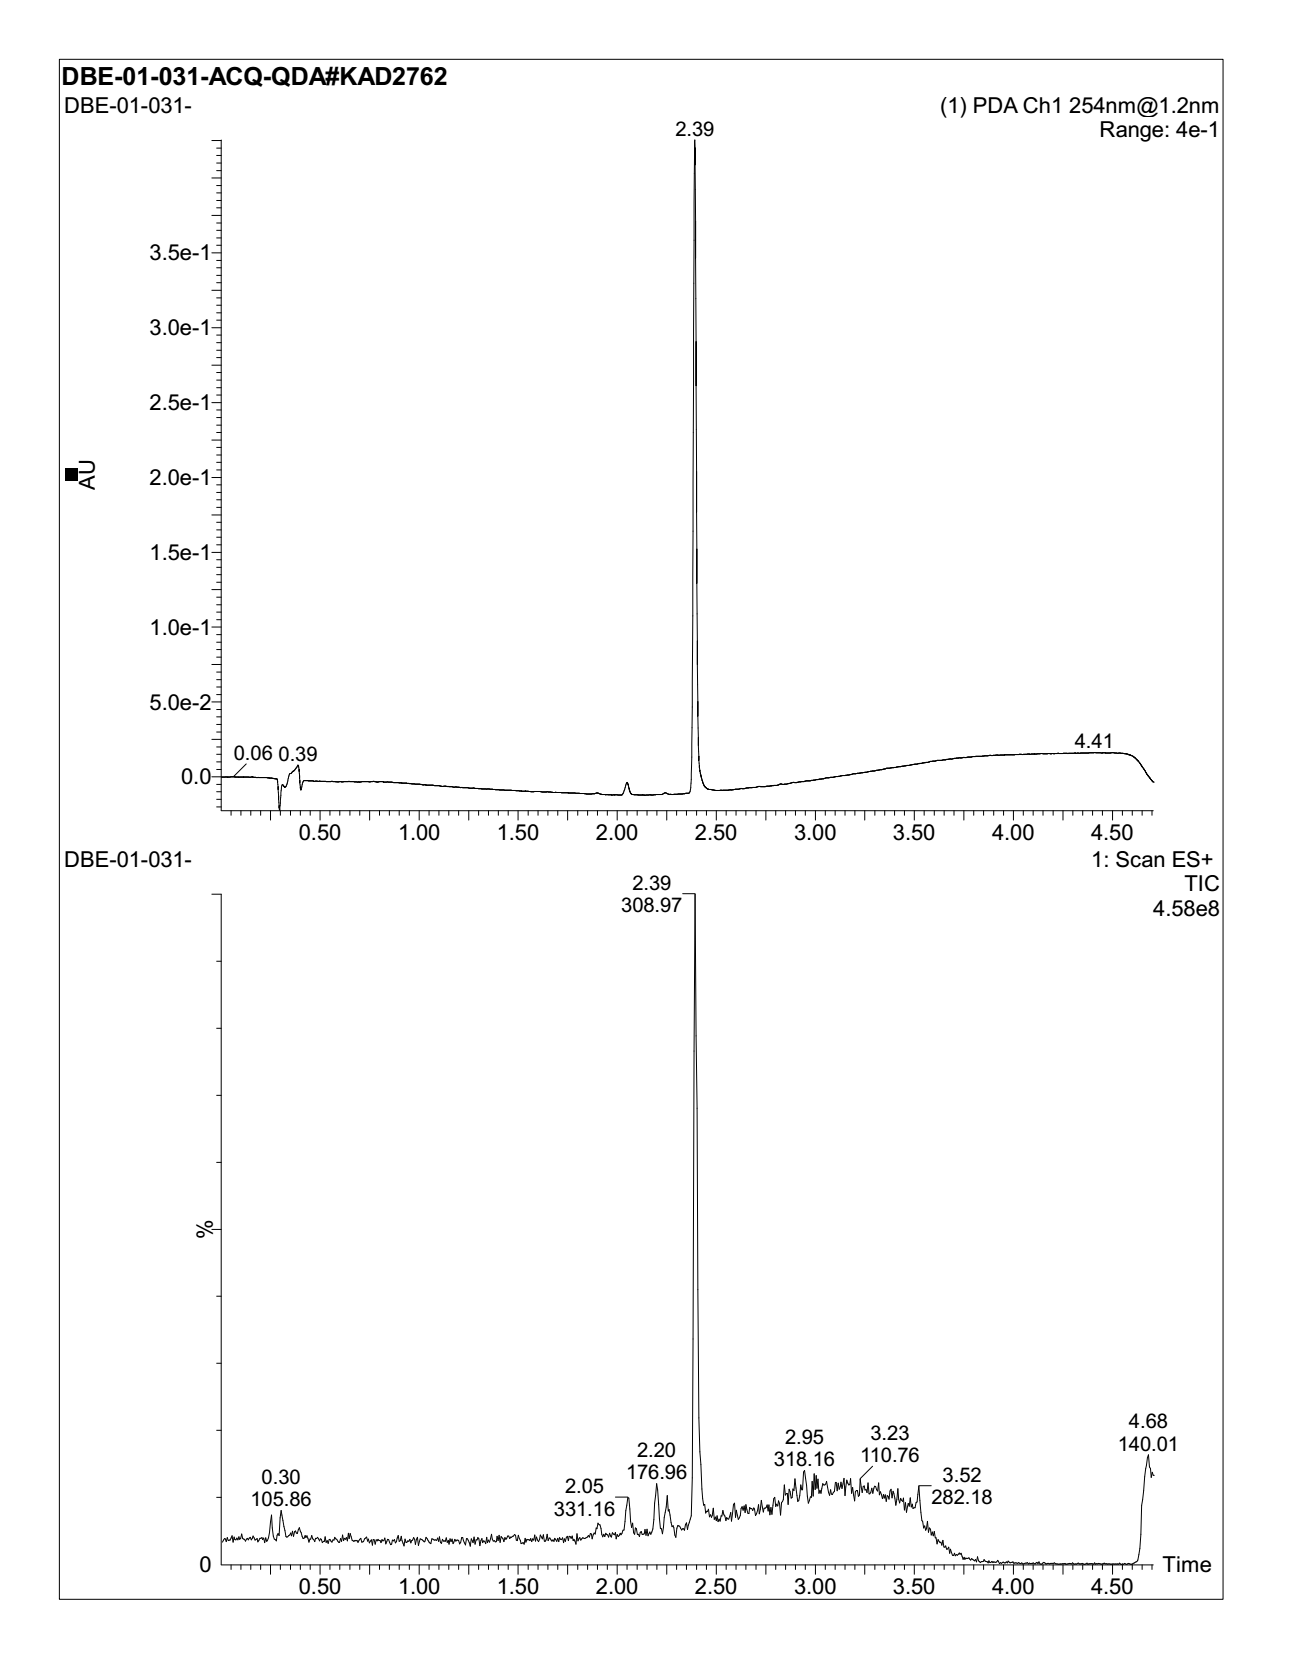 DBE-01-031-ACQ-QDA#KAD2762
DBE-01-031-
(1) PDA Ch1 254nm@1.2nm
Range: 4e-1
2.39
3.5e-1
3.0e-1
2.5e-1
2.0e-1
AU
1.5e-1
1.0e-1
5.0e-2
0.06 0.39
4.41
0.0
0.50 1.00 1.50 2.00 2.50 3.00 3.50 4.00 4.50
DBE-01-031-
1: Scan ES+
TIC
4.58e8
2.39
308.97
%
4.68
140.01
3.23
110.76
2.95
318.16
2.20
176.96
3.52
282.18
0.30
105.86
2.05
331.16
0
Time
0.50 1.00 1.50 2.00 2.50 3.00 3.50 4.00 4.50